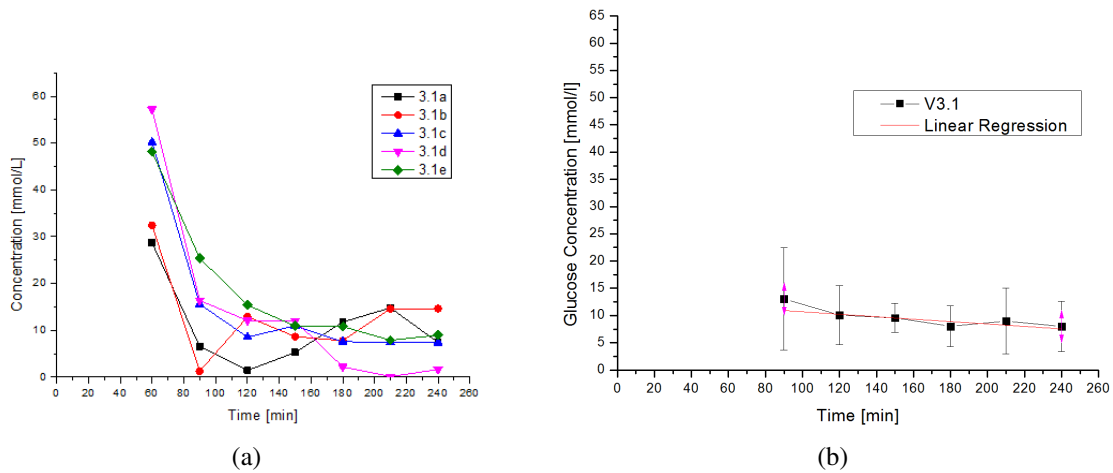 60
50
40
30
20
10
0
Concentration [mmol/L]
0 20 40 60 80 100 120 140 160 180 200 220 240 260
Time [min]
3.1a
3.1b
3.1c
3.1d
3.1e
(a)
65
60
55
50
45
40
35
30
25
20
15
10
5
0
Glucose Concentration [mmol/l]
0 20 40 60 80 100 120 140 160 180 200 220 240 260
Time [min]
V3.1
Linear Regression
(b)